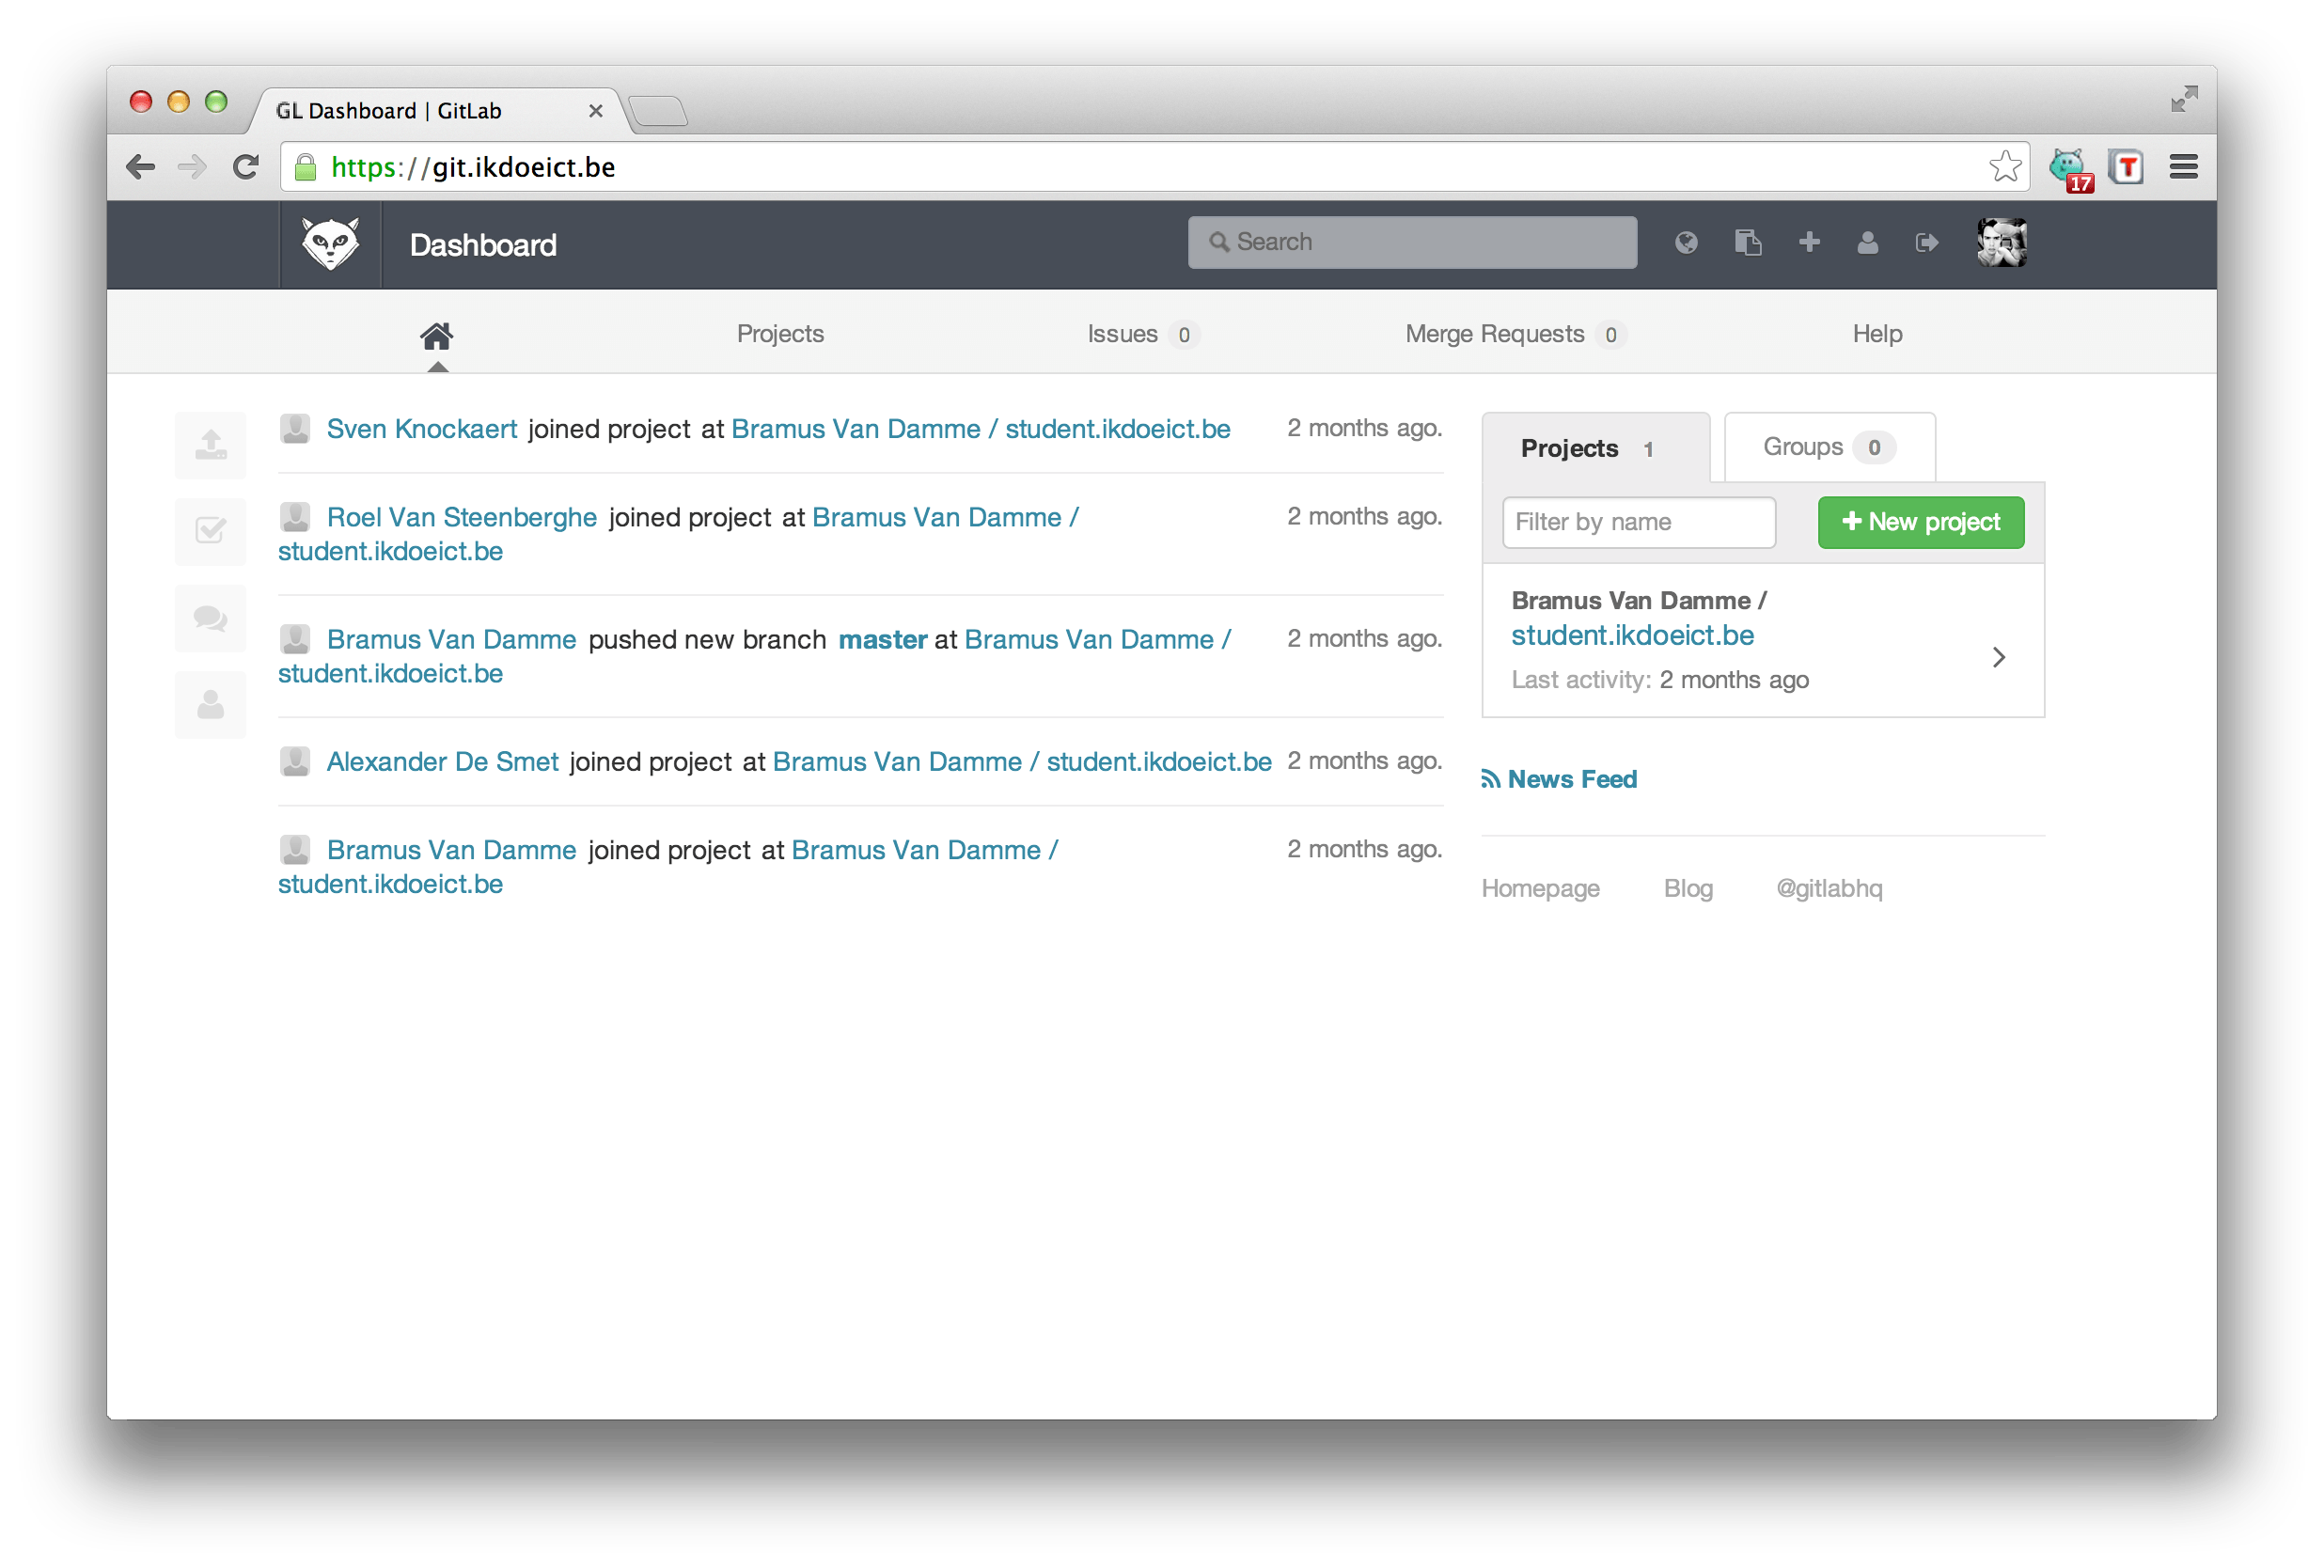 GL Dashboard | GitLab
https://git.ikdoeict.be
17
T
Dashboard
Search
Projects
Issues 0
Merge Requests 0
Help
Sven Knockaert joined project at Bramus Van Damme / student.ikdoeict.be 2 months ago.
Roel Van Steenberghe joined project at Bramus Van Damme / 2 months ago.
student.ikdoeict.be
Bramus Van Damme pushed new branch master at Bramus Van Damme / 2 months ago.
student.ikdoeict.be
Alexander De Smet joined project at Bramus Van Damme / student.ikdoeict.be 2 months ago.
Bramus Van Damme joined project at Bramus Van Damme / 2 months ago.
student.ikdoeict.be
Projects 1
Groups 0
Filter by name
New project
Bramus Van Damme /
student.ikdoeict.be
Last activity: 2 months ago
News Feed
Homepage Blog @gitlabhq